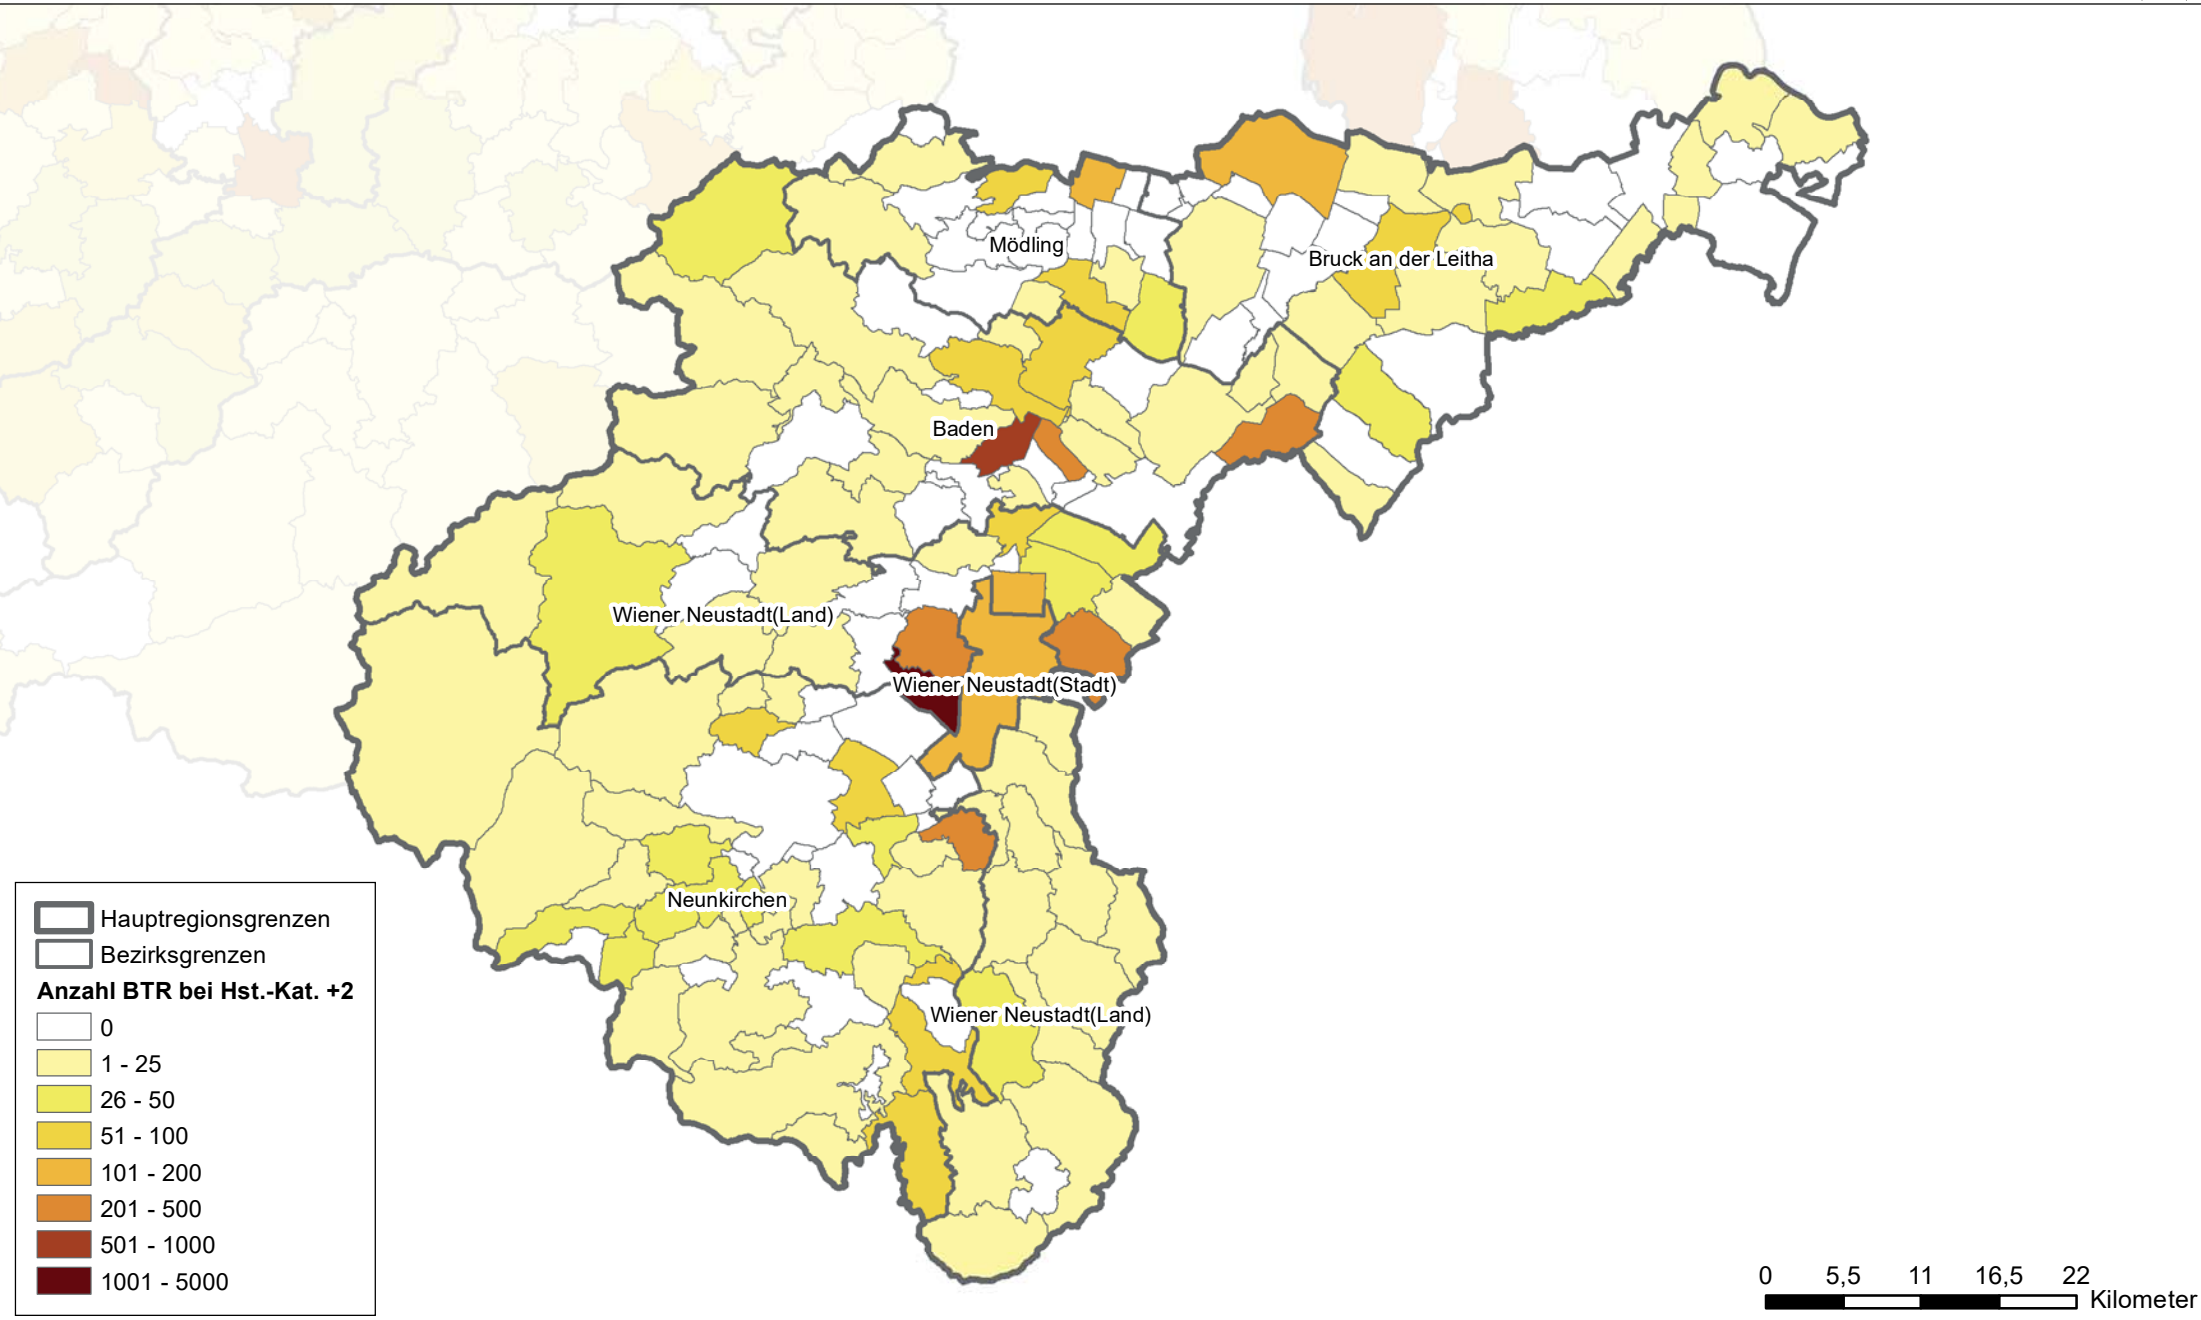 Mödling
Bruck an der Leitha
Baden
Wiener Neustadt(Land)
Wiener Neustadt(Stadt)
Neunkirchen
Wiener Neustadt(Land)
Hauptregionsgrenzen
Bezirksgrenzen
Anzahl BTR bei Hst.-Kat. +2
0
1 - 25
26 - 50
51 - 100
101 - 200
201 - 500
501 - 1000
1001 - 5000
0 5,5 11 16,5 22
Kilometer